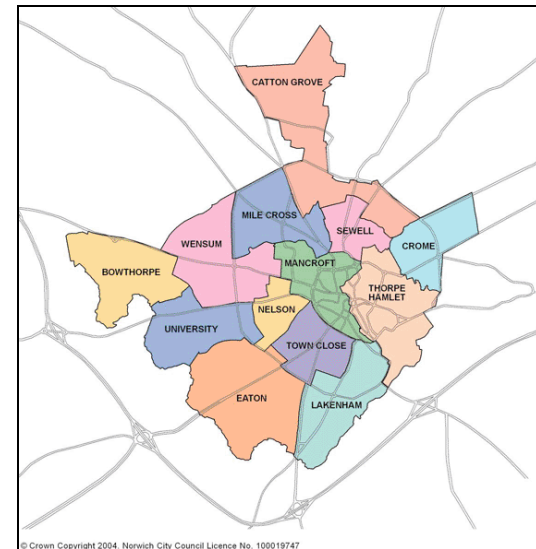 CATTON GROVE
MILE CROSS
SEWELL
WENSUM
CROME
MANCROFT
BOWTHORPE
THORPE
HAMLET
NELSON
UNIVERSITY
TOWN CLOSE
EATON
LAKENHAM
© Crown Copyright 2004. Norwich City Council Licence No. 100019747